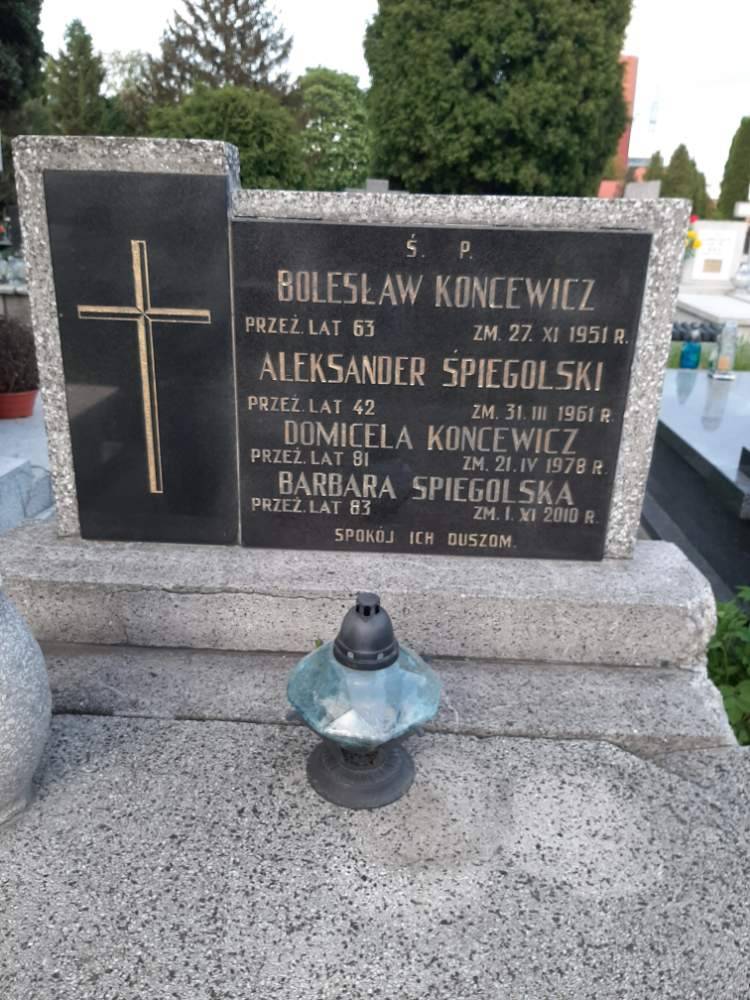 Ś. P.
BOLESŁAW KONCEWICZ
PRZEŻ. LAT 63 ZM. 27. XI 1951 R.
ALEKSANDER ŚPIEGOLSKI
PRZEŻ. LAT 42 ZM. 31. III 1961 R.
DOMICELA KONCEWICZ
PRZEŻ. LAT 81 ZM. 21. IV 1978 R.
BARBARA ŚPIEGOLSKA
PRZEŻ. LAT 83 ZM. 1. XI 2010 R.
SPOKÓJ ICH DUSZOM.